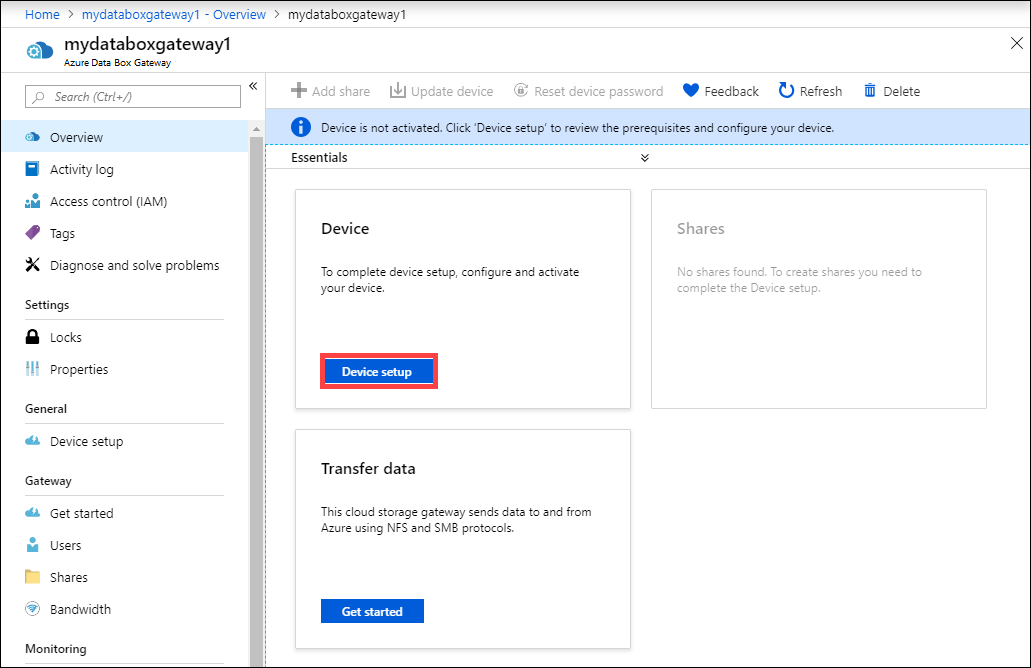 Home > mydataboxgateway1 - Overview > mydataboxgateway1
mydataboxgateway1
Azure Data Box Gateway
Search (Ctrl+/)
Overview
Activity log
Access control (IAM)
Tags
Diagnose and solve problems
Settings
Locks
Properties
General
Device setup
Gateway
Get started
Users
Shares
Bandwidth
Monitoring
Add share
Update device
Reset device password
Feedback
Refresh
Delete
Device is not activated. Click 'Device setup' to review the prerequisites and configure your device.
Essentials
Device
To complete device setup, configure and activate
your device.
Device setup
Shares
No shares found. To create shares you need to
complete the Device setup.
Transfer data
This cloud storage gateway sends data to and from
Azure using NFS and SMB protocols.
Get started